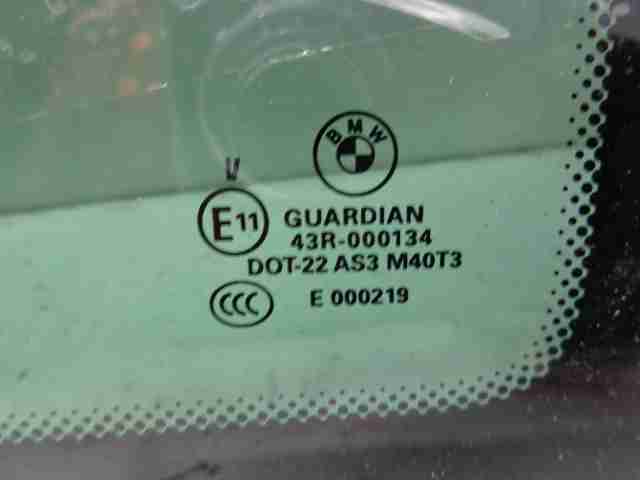 BMW
V
E11 GUARDIAN
43R-000134
DOT-22 AS3 M40T3
CCC E 000219